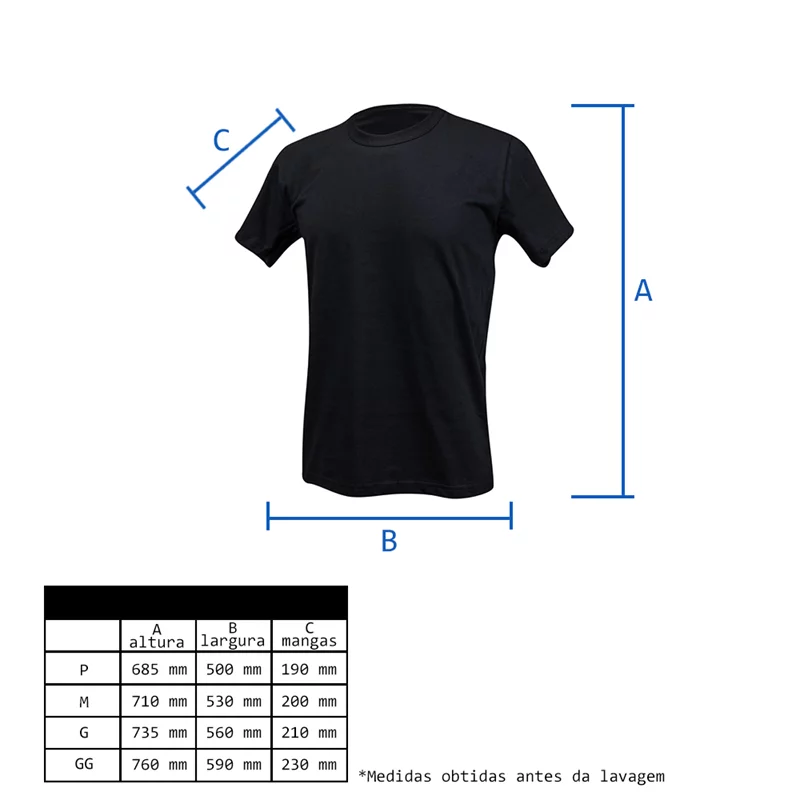 C
A
B
A B C
altura largura mangas
P 685 mm 500 mm 190 mm
M 710 mm 530 mm 200 mm
G 735 mm 560 mm 210 mm
GG 760 mm 590 mm 230 mm
*Medidas obtidas antes da lavagem